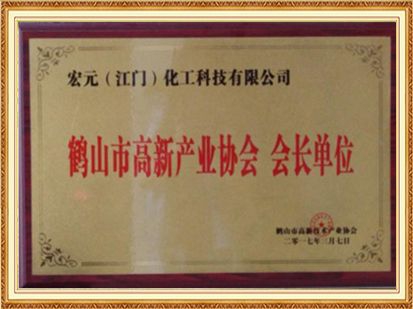 宏元（江门）化工科技有限公司
鹤山市高新产业协会 会长单位
鹤山市高新技术产业协会
二零一七年三月七日